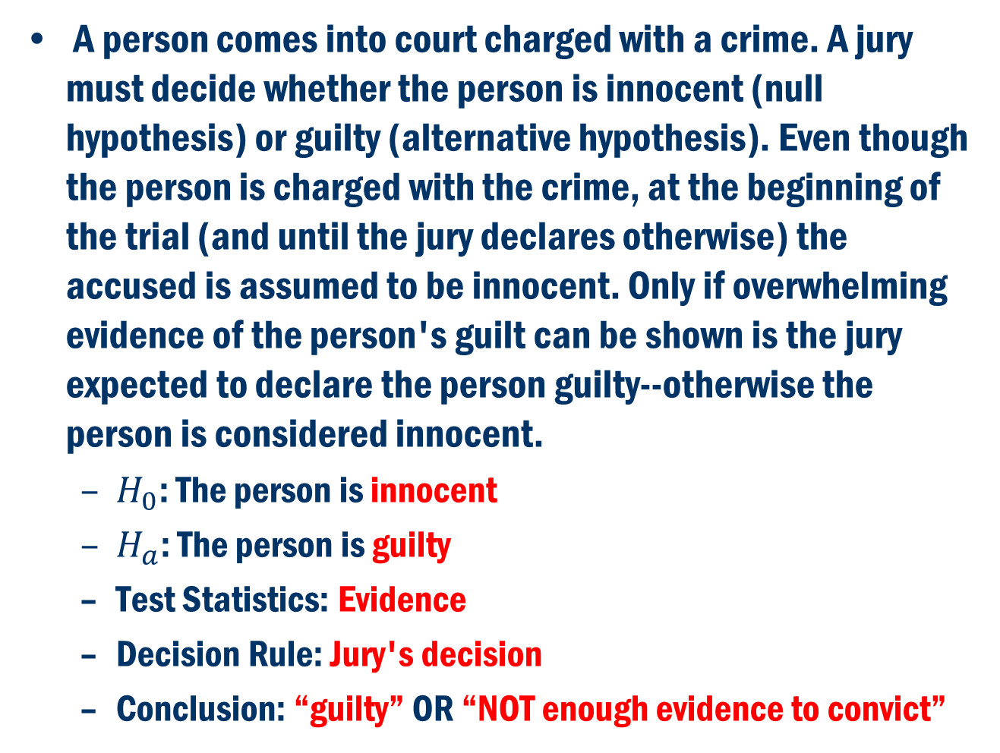 • A person comes into court charged with a crime. A jury
must decide whether the person is innocent (null
hypothesis) or guilty (alternative hypothesis). Even though
the person is charged with the crime, at the beginning of
the trial (and until the jury declares otherwise) the
accused is assumed to be innocent. Only if overwhelming
evidence of the person's guilt can be shown is the jury
expected to declare the person guilty--otherwise the
person is considered innocent.
– H₀: The person is innocent
– Hₐ: The person is guilty
– Test Statistics: Evidence
– Decision Rule: Jury's decision
– Conclusion: “guilty” OR “NOT enough evidence to convict”